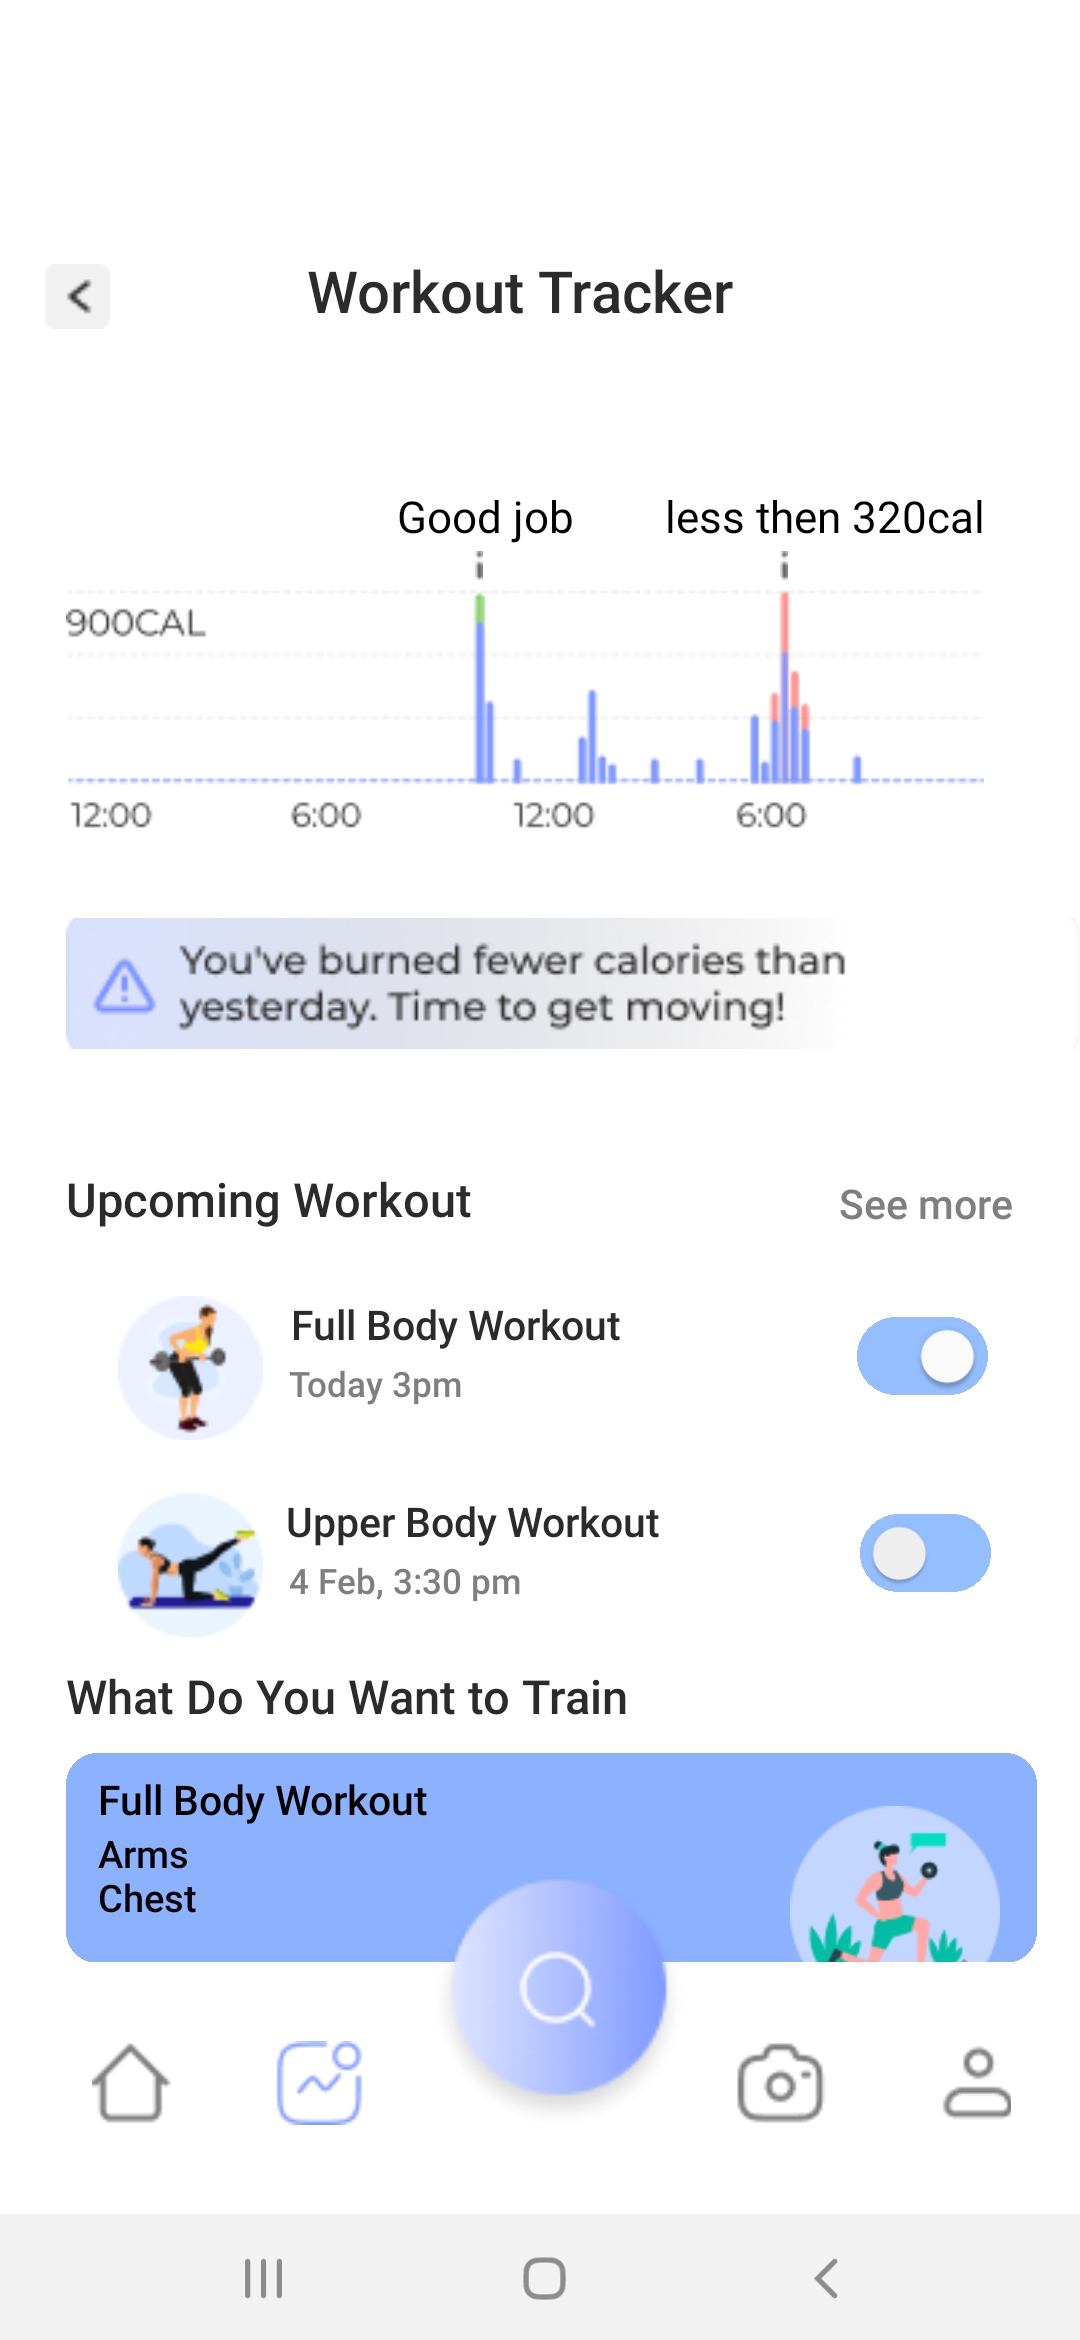 Workout Tracker
Good job
less then 320cal
900CAL
12:00
6:00
12:00
6:00
You've burned fewer calories than
yesterday. Time to get moving!
Upcoming Workout
See more
Full Body Workout
Today 3pm
Upper Body Workout
4 Feb, 3:30 pm
What Do You Want to Train
Full Body Workout
Arms
Chest